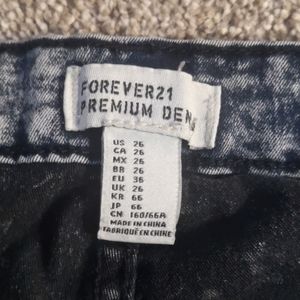 FOREVER21
PREMIUM DEN
US 26
CA 26
MX 26
BR 26
EU 36
UK 26
KR 66
JP 66
CN 160/66A
MADE IN CHINA
FABRIQUÉ EN CHINE